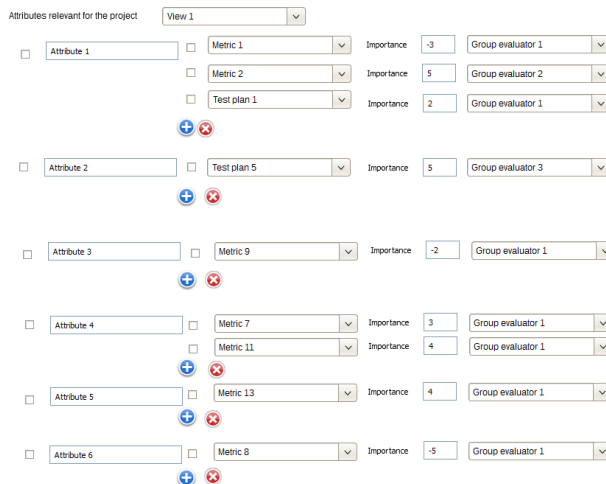 Attributes relevant for the project View 1
Attribute 1 Metric 1 Importance -3 Group evaluator 1
Metric 2 Importance 5 Group evaluator 2
Test plan 1 Importance 2 Group evaluator 1
Attribute 2 Test plan 5 Importance 5 Group evaluator 3
Attribute 3 Metric 9 Importance -2 Group evaluator 1
Attribute 4 Metric 7 Importance 3 Group evaluator 1
Metric 11 Importance 4 Group evaluator 1
Attribute 5 Metric 13 Importance 4 Group evaluator 1
Attribute 6 Metric 8 Importance -5 Group evaluator 1